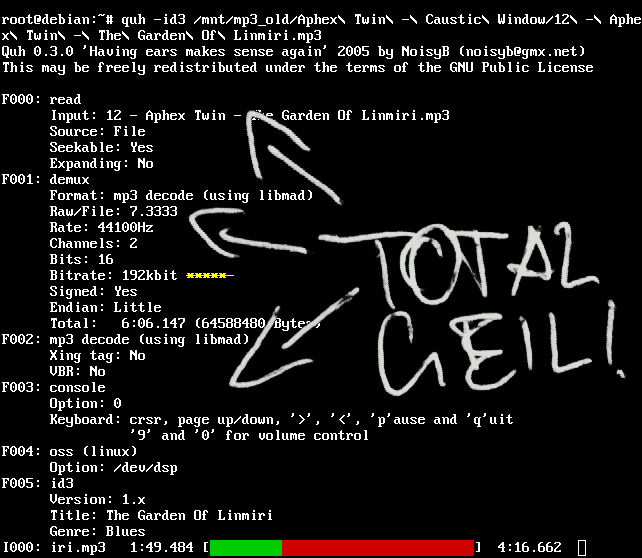 root@debian:~# quh -id3 /mnt/mp3_old/Aphex\ Twin\ -\ Caustic\ Window/12\ -\ Aphe
x\ Twin\ -\ The\ Garden\ Of\ Linmiri.mp3
Quh 0.3.0 'Having ears makes sense again' 2005 by NoisyB (noisyb@gmx.net)
This may be freely redistributed under the terms of the GNU Public License
F000: read
Input: 12 - Aphex Twin - The Garden Of Linmiri.mp3
Source: File
Seekable: Yes
Expanding: No
F001: demux
Format: mp3 decode (using libmad)
Raw/File: 7.3333
Rate: 44100Hz
Channels: 2
Bits: 16
Bitrate: 192kbit *****-
Signed: Yes
Endian: Little
Total: 6:06.147 (64588480 Bytes)
F002: mp3 decode (using libmad)
Xing tag: No
VBR: No
F003: console
Option: 0
Keyboard: crsr, page up/down, '>', '<', 'p'ause and 'q'uit
'9' and '0' for volume control
F004: oss (linux)
Option: /dev/dsp
F005: id3
Version: 1.x
Title: The Garden Of Linmiri
Genre: Blues
I000: iri.mp3 1:49.484 [ ] 4:16.662
TOTAL
GEIL!